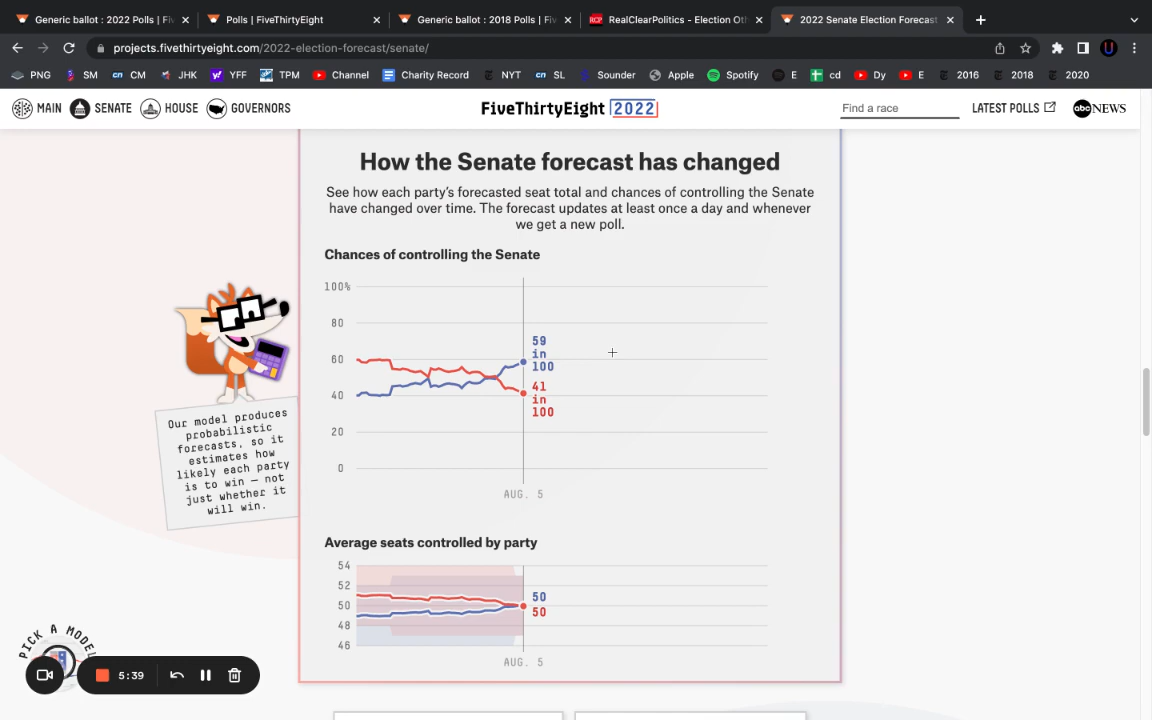 Generic ballot : 2022 Polls | Fiv
Polls | FiveThirtyEight
Generic ballot : 2018 Polls | Fiv
RCP RealClearPolitics - Election Oth
2022 Senate Election Forecast
projects.fivethirtyeight.com/2022-election-forecast/senate/
PNG SM CM JHK YFF TPM Channel Charity Record NYT SL Sounder Apple Spotify E cd Dy E 2016 2018 2020
MAIN SENATE HOUSE GOVERNORS
FiveThirtyEight 2022
Find a race
LATEST POLLS
abc NEWS
How the Senate forecast has changed
See how each party's forecasted seat total and chances of controlling the Senate
have changed over time. The forecast updates at least once a day and whenever
we get a new poll.
Chances of controlling the Senate
100%
80
60
40
20
0
59
in
100
41
in
100
AUG. 5
Our model produces
probabilistic
forecasts, so it
estimates how
likely each party
is to win — not
just whether it
will win.
Average seats controlled by party
54
52
50
48
46
50
50
AUG. 5
PICK A MODEL
5:39